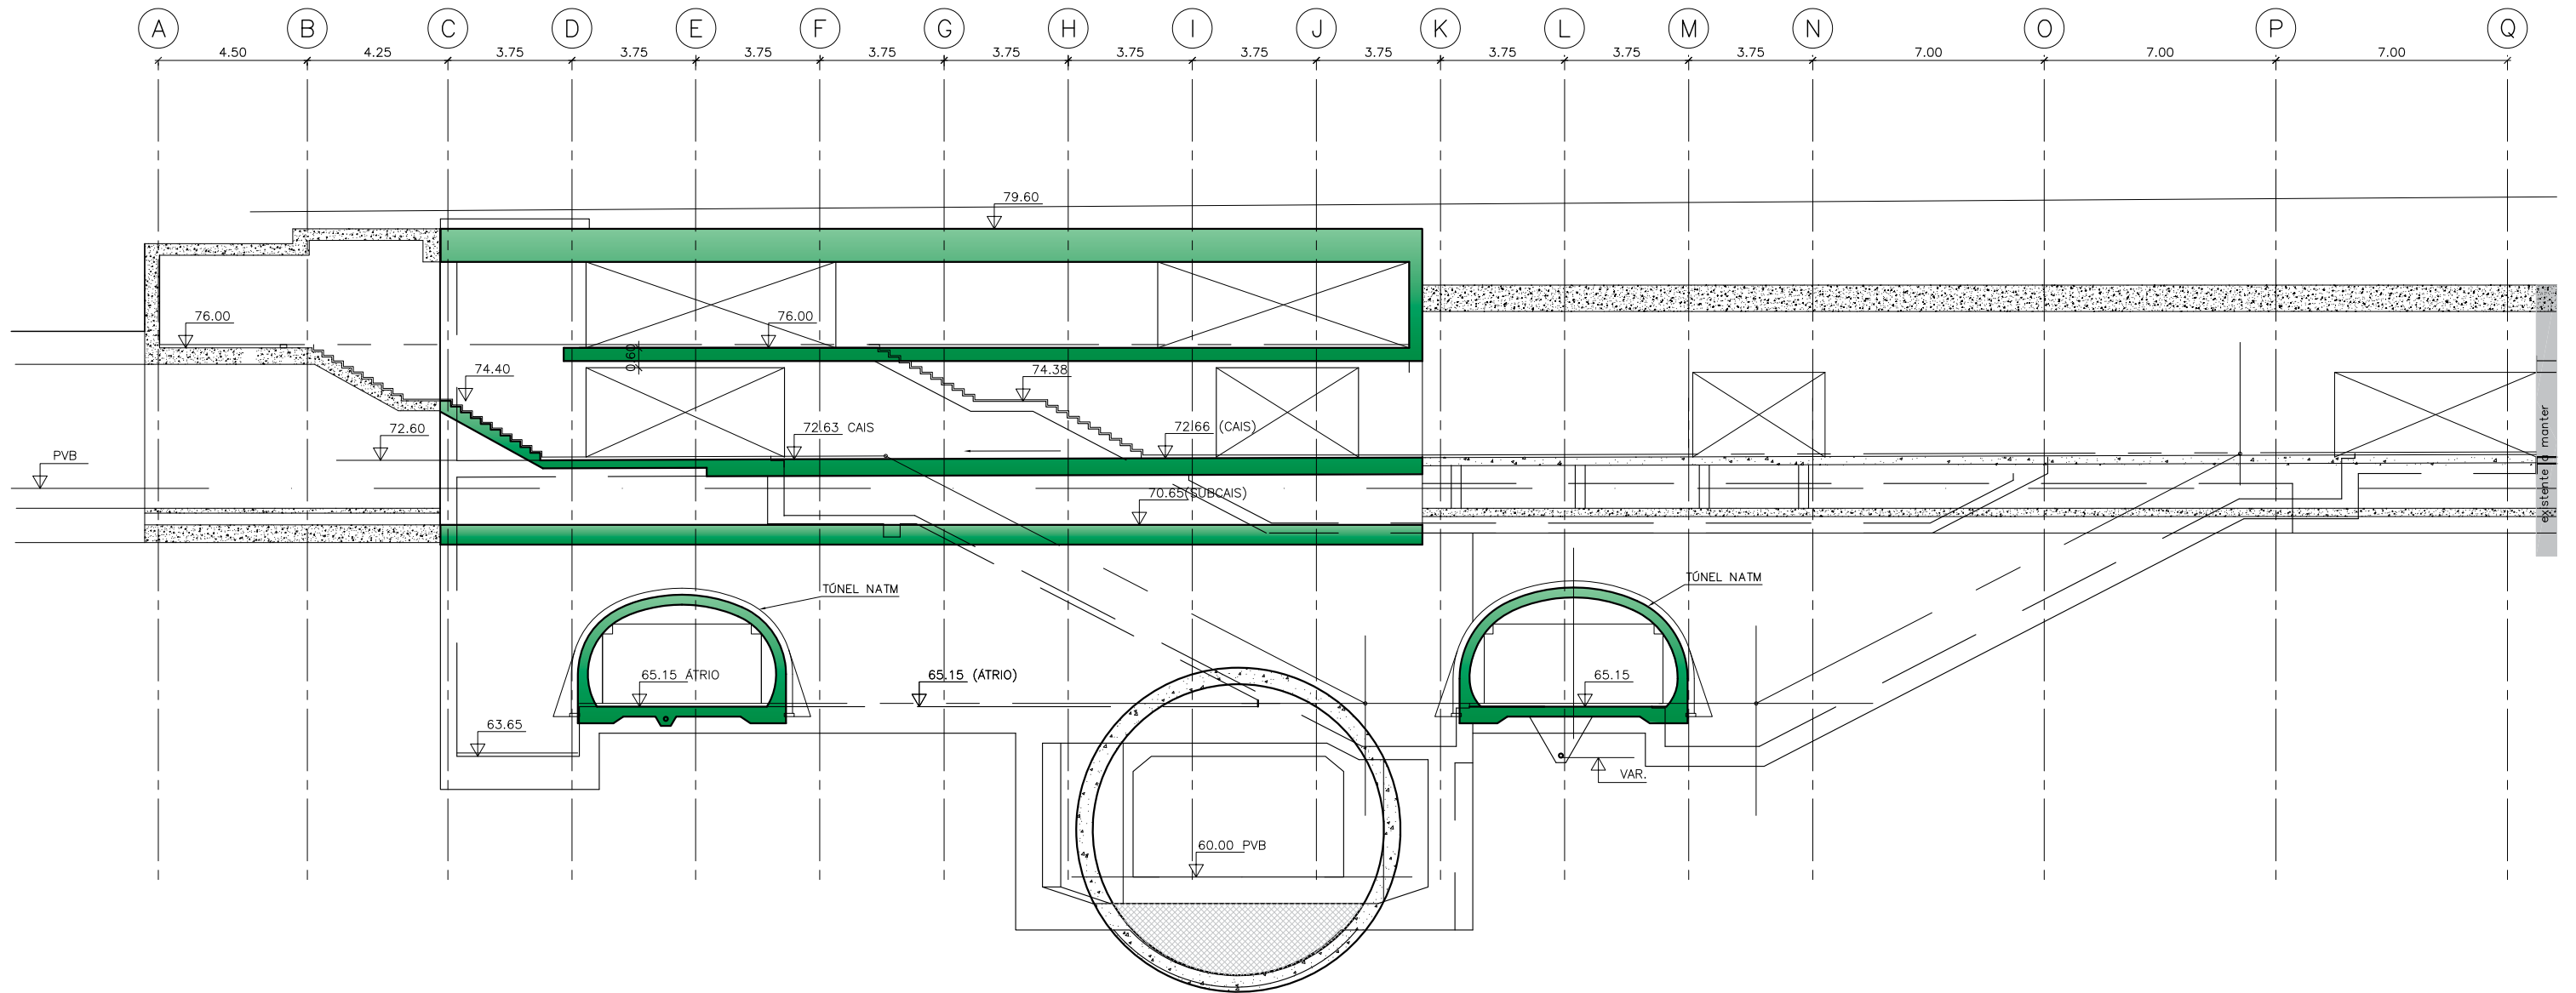 A B C D E F G H I J K L M N O P Q
4.50 4.25 3.75 3.75 3.75 3.75 3.75 3.75 3.75 3.75 3.75 3.75 3.75 7.00 7.00 7.00
79.60
76.00
76.00
0.60
74.40
74.38
72.60
72.63 CAIS
72.66 (CAIS)
PVB
70.65(SUBCAIS)
existente a manter
TÚNEL NATM
TÚNEL NATM
65.15 ÁTRIO
65.15 (ÁTRIO)
65.15
63.65
VAR.
60.00 PVB